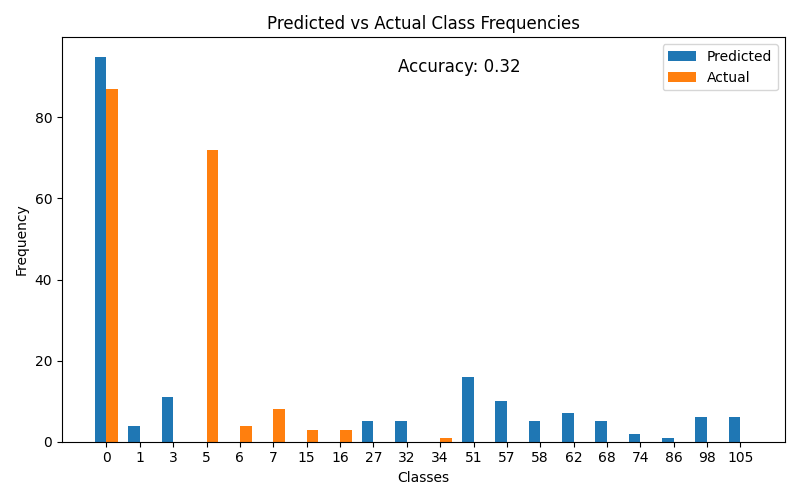 Predicted vs Actual Class Frequencies
Accuracy: 0.32
Predicted
Actual
Frequency
80
60
40
20
0
0 1 3 5 6 7 15 16 27 32 34 51 57 58 62 68 74 86 98 105
Classes